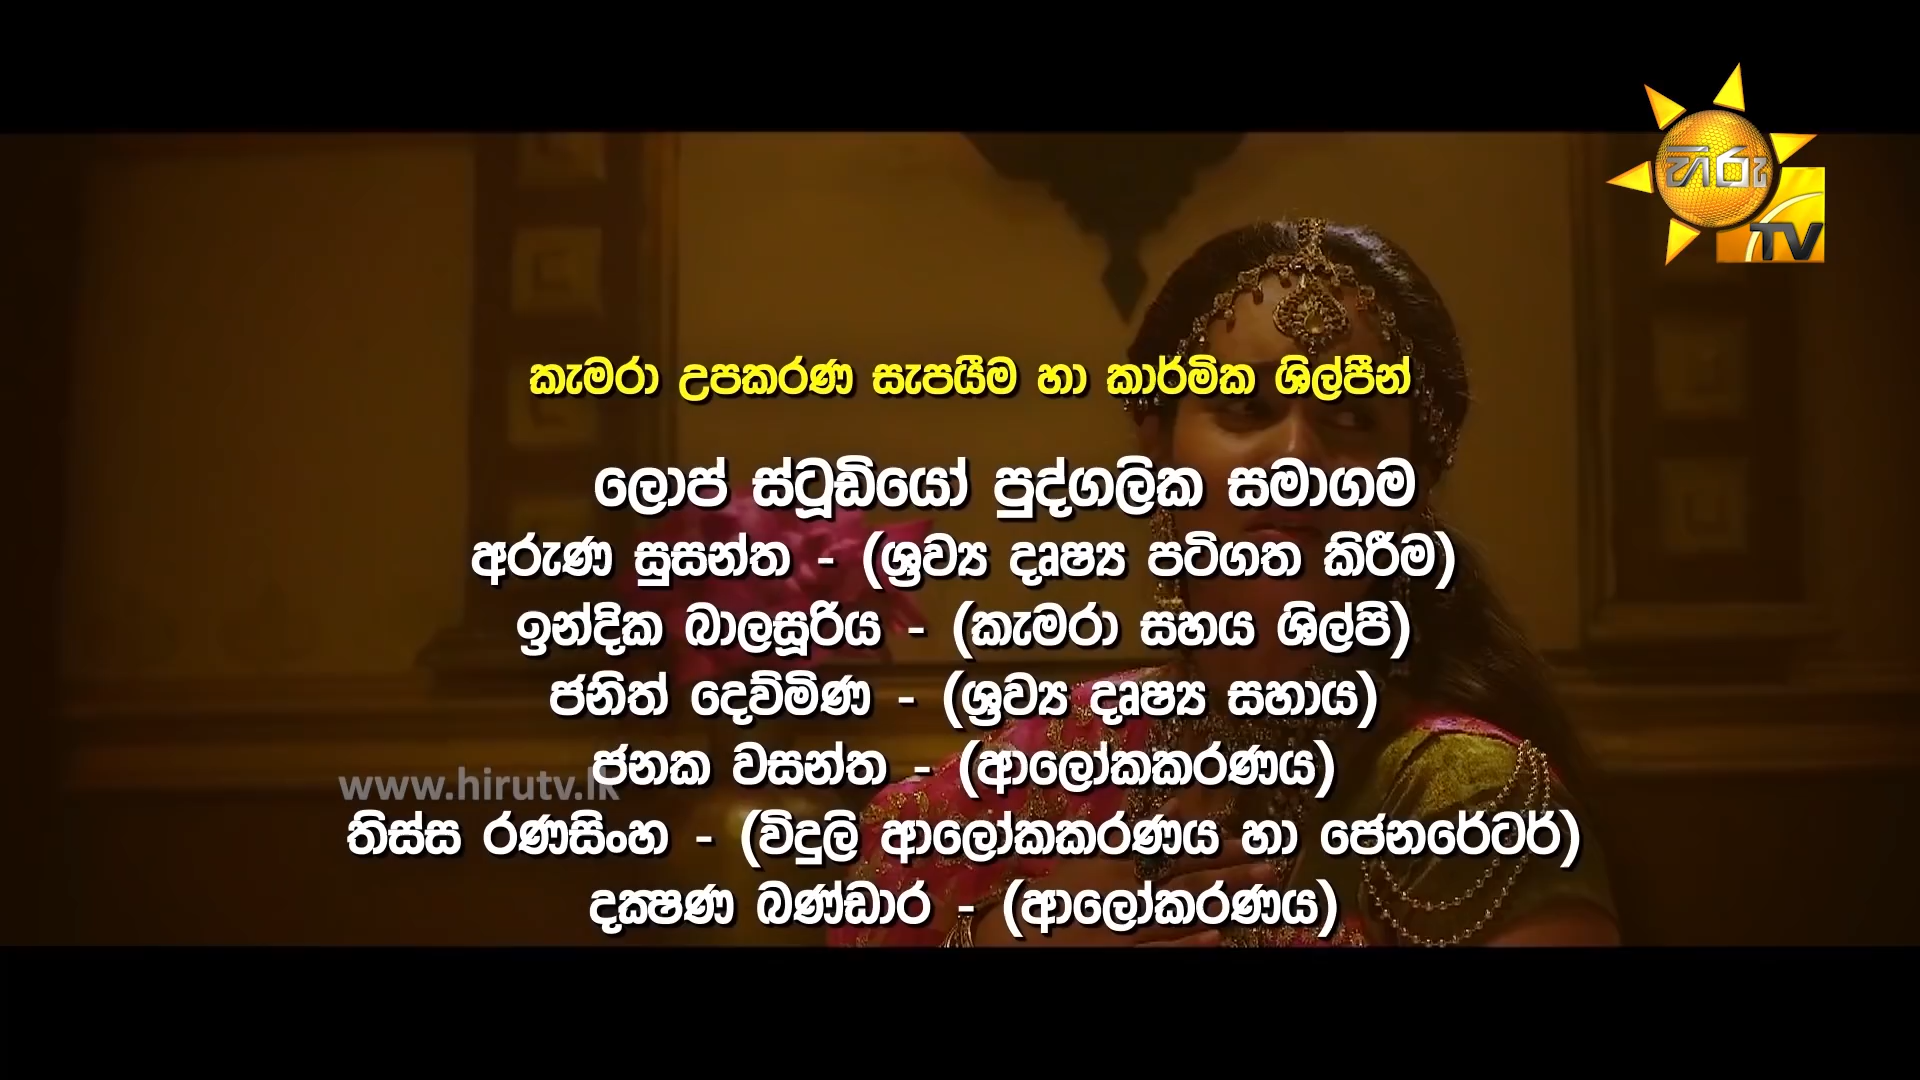 හිරු
TV
කැමරා උපකරණ සැපයීම හා කාර්මික ශිල්පීන්
ලොප් ස්ටූඩියෝ පුද්ගලික සමාගම
අරුණ සුසන්ත - (ශ්‍රව්‍ය දෘෂ්‍ය පටිගත කිරීම)
ඉන්දික බාලසූරිය - (කැමරා සහය ශිල්පි)
ජනිත් දෙව්මිණ - (ශ්‍රව්‍ය දෘෂ්‍ය සහාය)
ජනක වසන්ත - (ආලෝකකරණය)
www.hirutv.lk
තිස්ස රණසිංහ - (විදුලි ආලෝකකරණය හා ජෙනරේටර්)
දක්‍ෂණ බණ්ඩාර - (ආලෝකරණය)